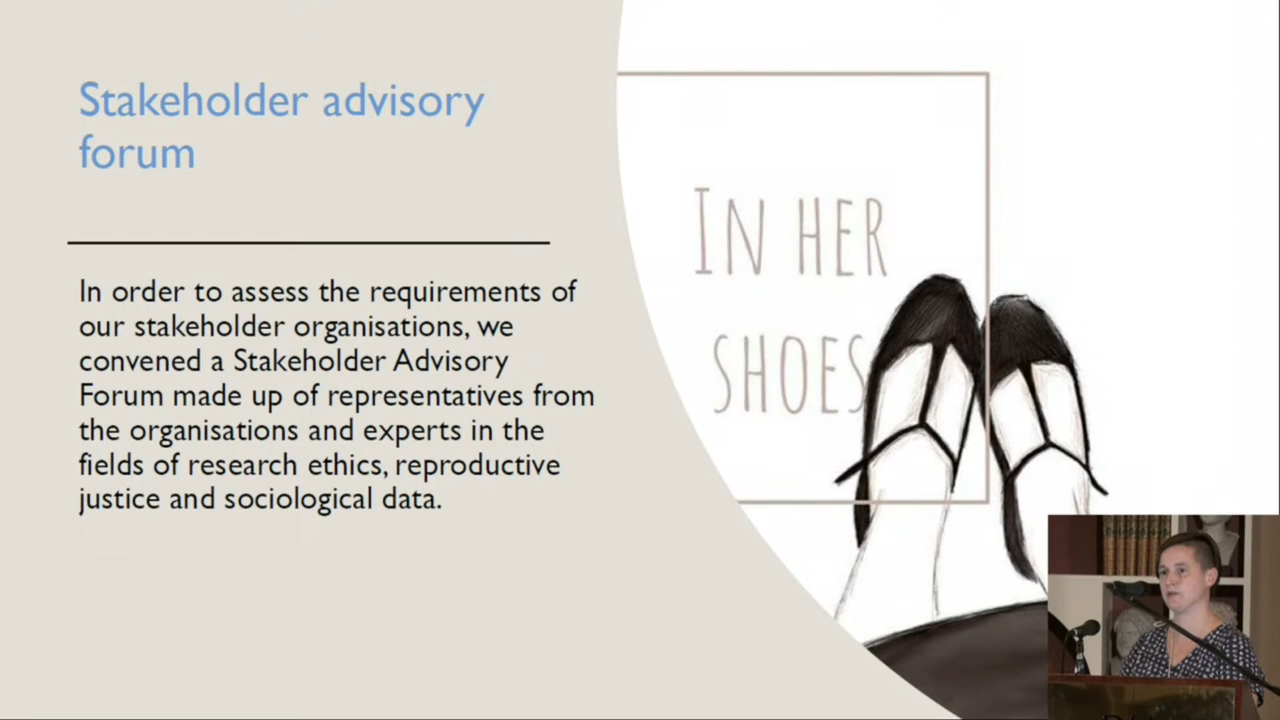 Stakeholder advisory
forum
In order to assess the requirements of
our stakeholder organisations, we
convened a Stakeholder Advisory
Forum made up of representatives from
the organisations and experts in the
fields of research ethics, reproductive
justice and sociological data.
IN HER
SHOES